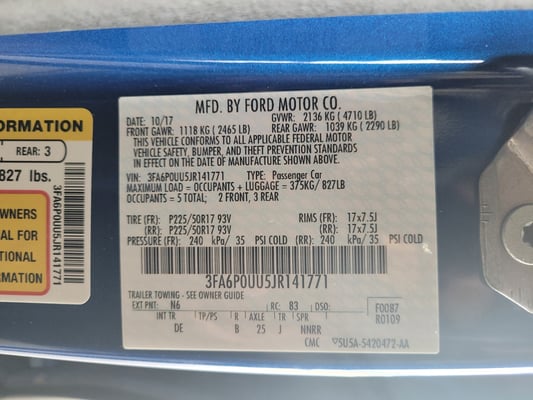 MFD. BY FORD MOTOR CO.
DATE: 10/17 GVWR: 2136 KG ( 4710 LB)
FRONT GAWR: 1118 KG ( 2465 LB) REAR GAWR: 1039 KG ( 2290 LB)
THIS VEHICLE CONFORMS TO ALL APPLICABLE FEDERAL MOTOR
VEHICLE SAFETY, BUMPER, AND THEFT PREVENTION STANDARDS
IN EFFECT ON THE DATE OF MANUFACTURE SHOWN ABOVE.
VIN: 3FA6P0UU5JR141771 TYPE: Passenger Car
MAXIMUM LOAD = OCCUPANTS + LUGGAGE = 375KG/ 827LB
OCCUPANTS = 5 TOTAL: 2 FRONT, 3 REAR
TIRE (FR): P225/50R17 93V RIMS (FR): 17x7.5J
(RR): P225/50R17 93V (RR): 17x7.5J
PRESSURE (FR): 240 kPa/ 35 PSI COLD (RR): 240 kPa/ 35 PSI COLD
3FA6P0UU5JR141771
TRAILER TOWING - SEE OWNER GUIDE
EXT PNT: N6 RC: 83 DSO: F0087
R0109
INT TR TP/PS R AXLE TR SPR
DE B 25 J NNRR
CMC 5U5A-5420472-AA
ORMATION
REAR: 3
827 lbs.
WNERS
AL FOR
TIONAL
MATION
3FA6P0UU5JR141771